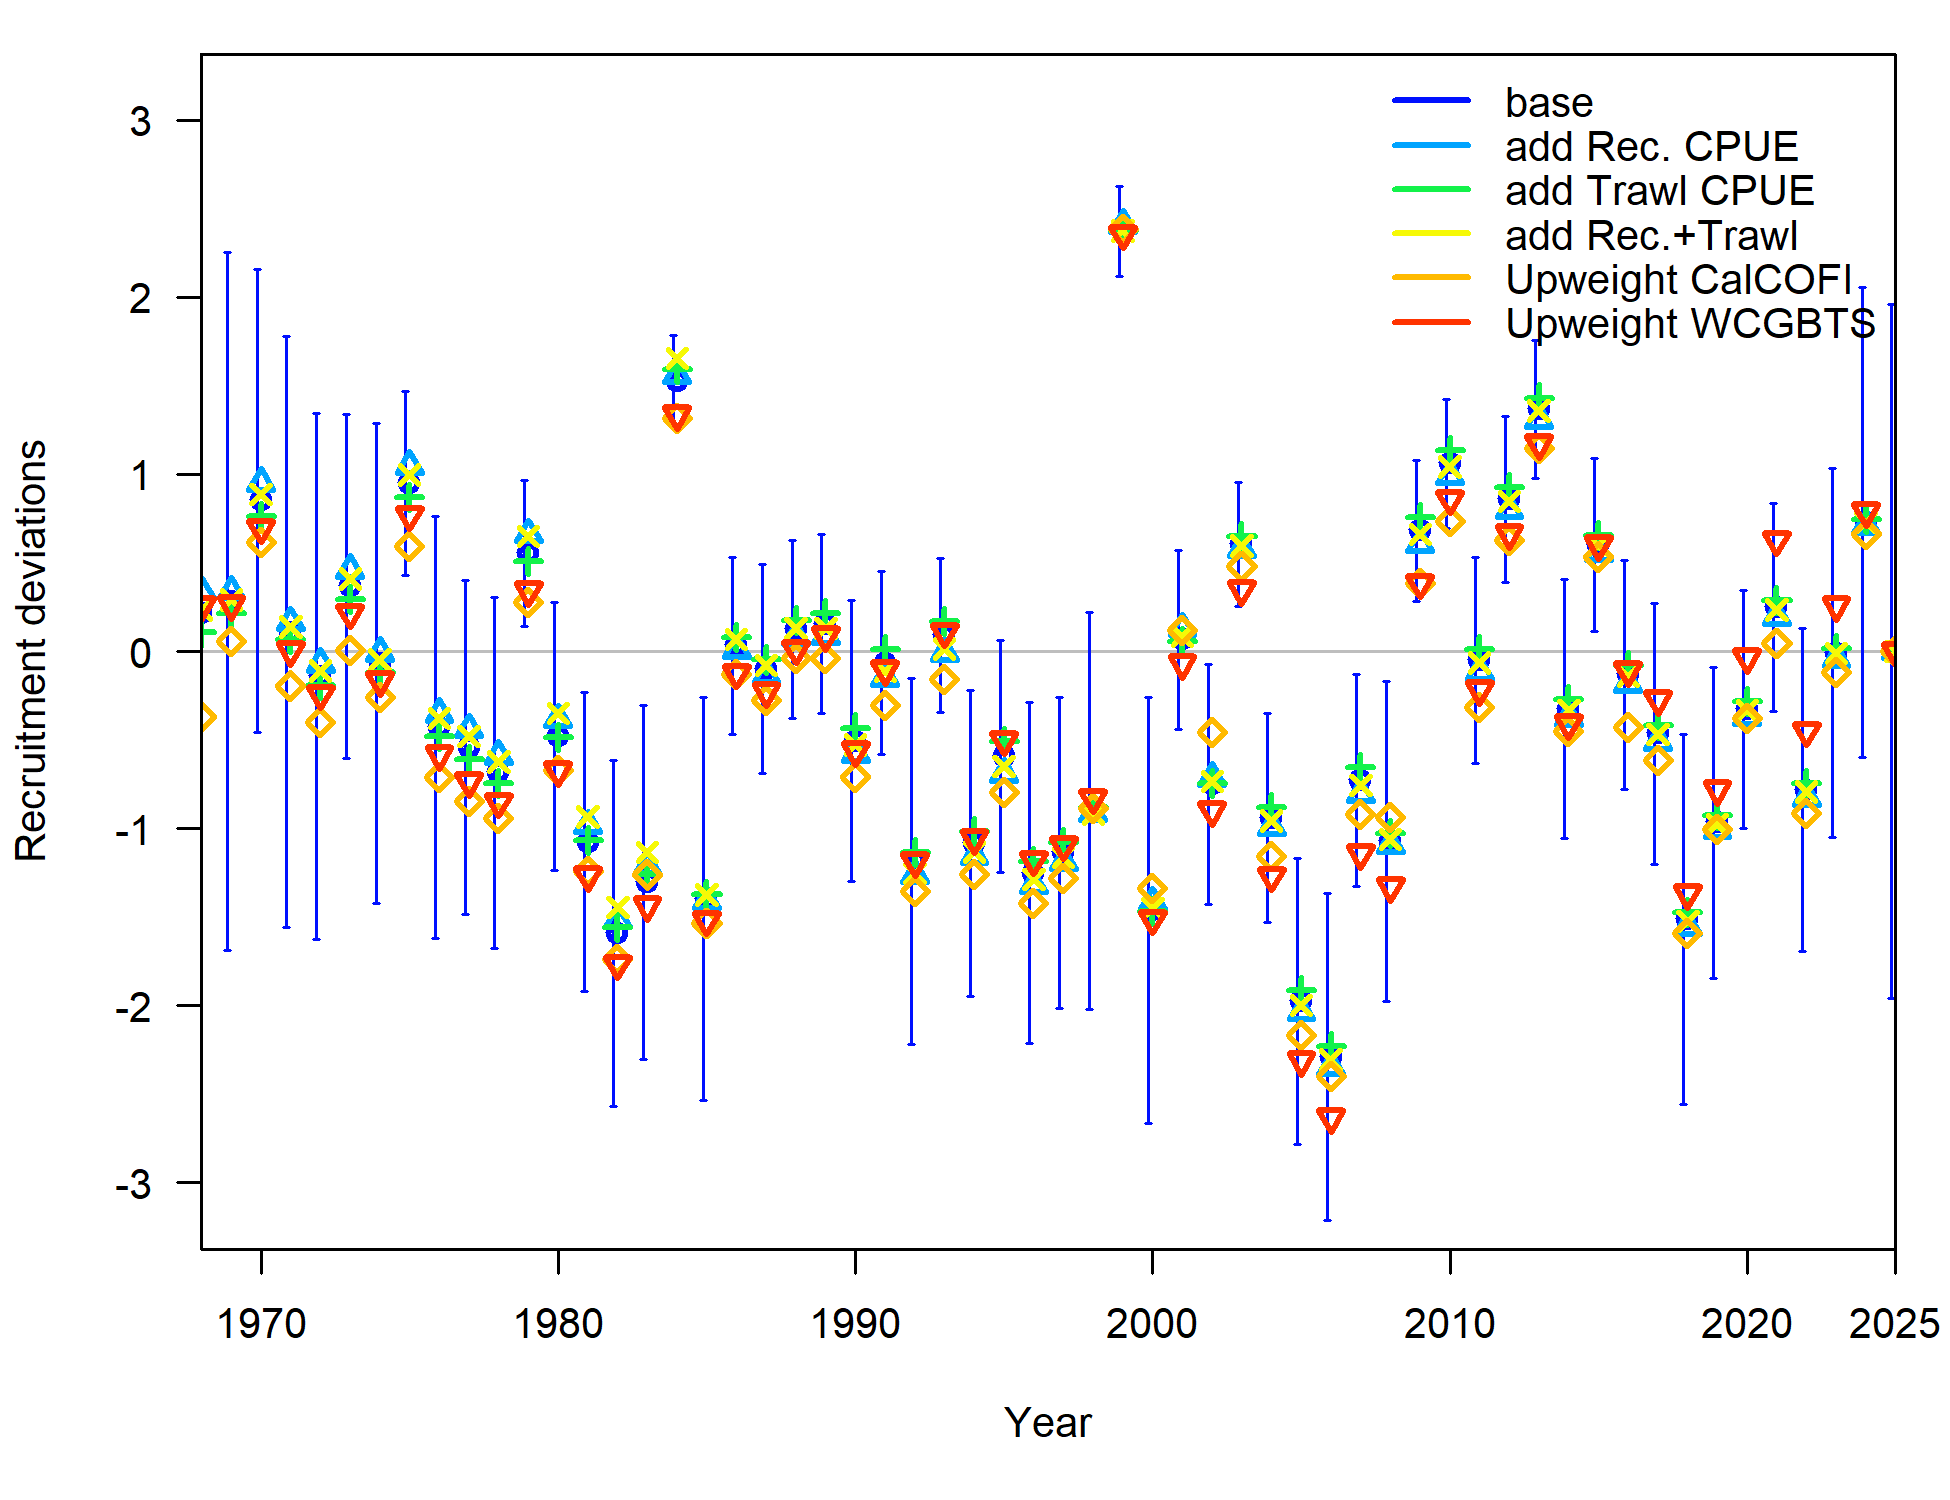 base
add Rec. CPUE
add Trawl CPUE
add Rec.+Trawl
Upweight CalCOFI
Upweight WCGBTS
Recruitment deviations
3
2
1
0
-1
-2
-3
1970 1980 1990 2000 2010 2020 2025
Year